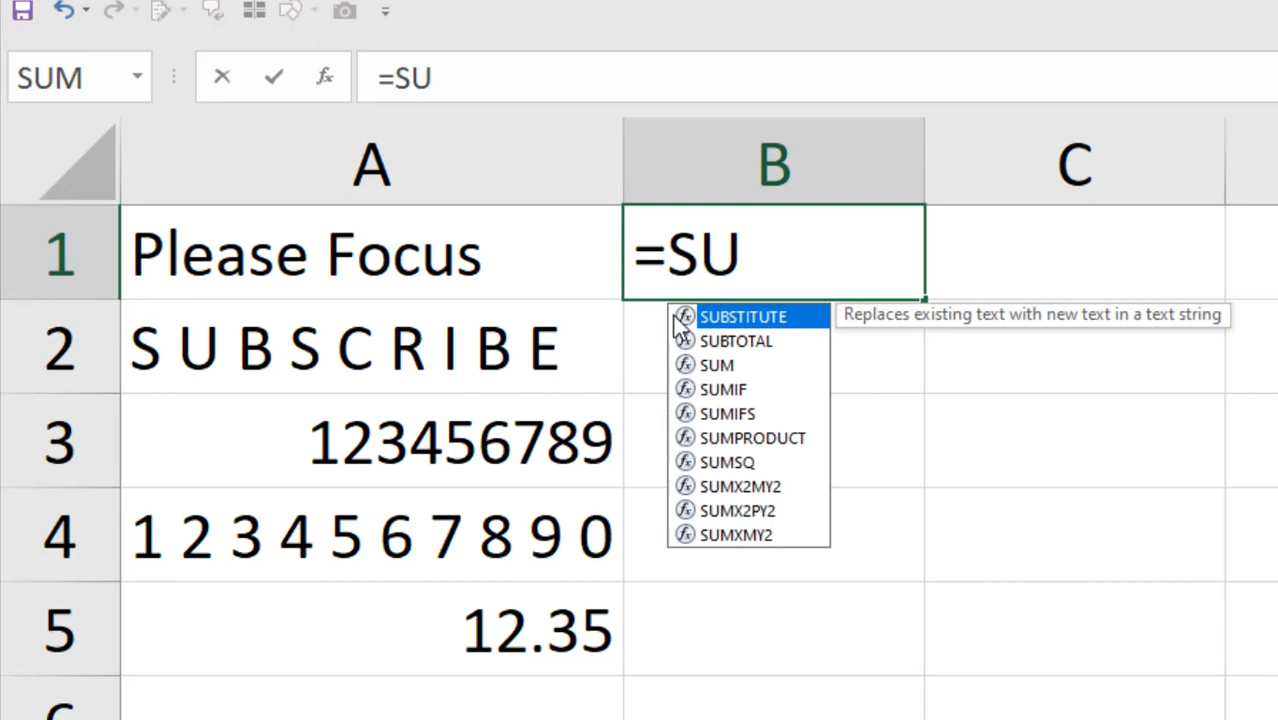 SUM
fx
=SU
A
B
C
1
Please Focus
=SU
SUBSTITUTE
Replaces existing text with new text in a text string
2
S U B S C R I B E
SUBTOTAL
SUM
SUMIF
3
123456789
SUMIFS
SUMPRODUCT
SUMSQ
SUMX2MY2
SUMX2PY2
4
1 2 3 4 5 6 7 8 9 0
SUMXMY2
5
12.35
6